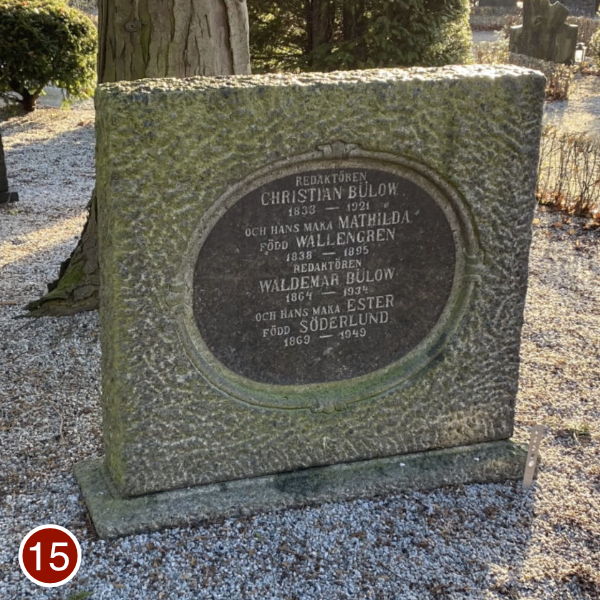 REDAKTÖREN
CHRISTIAN BÜLOW
1833 — 1921
OCH HANS MAKA MATHILDA
FÖDD WALLENGREN
1838 — 1895
REDAKTÖREN
WALDEMAR BÜLOW
1864 — 1934
OCH HANS MAKA ESTER
FÖDD SÖDERLUND
1869 — 1949
15